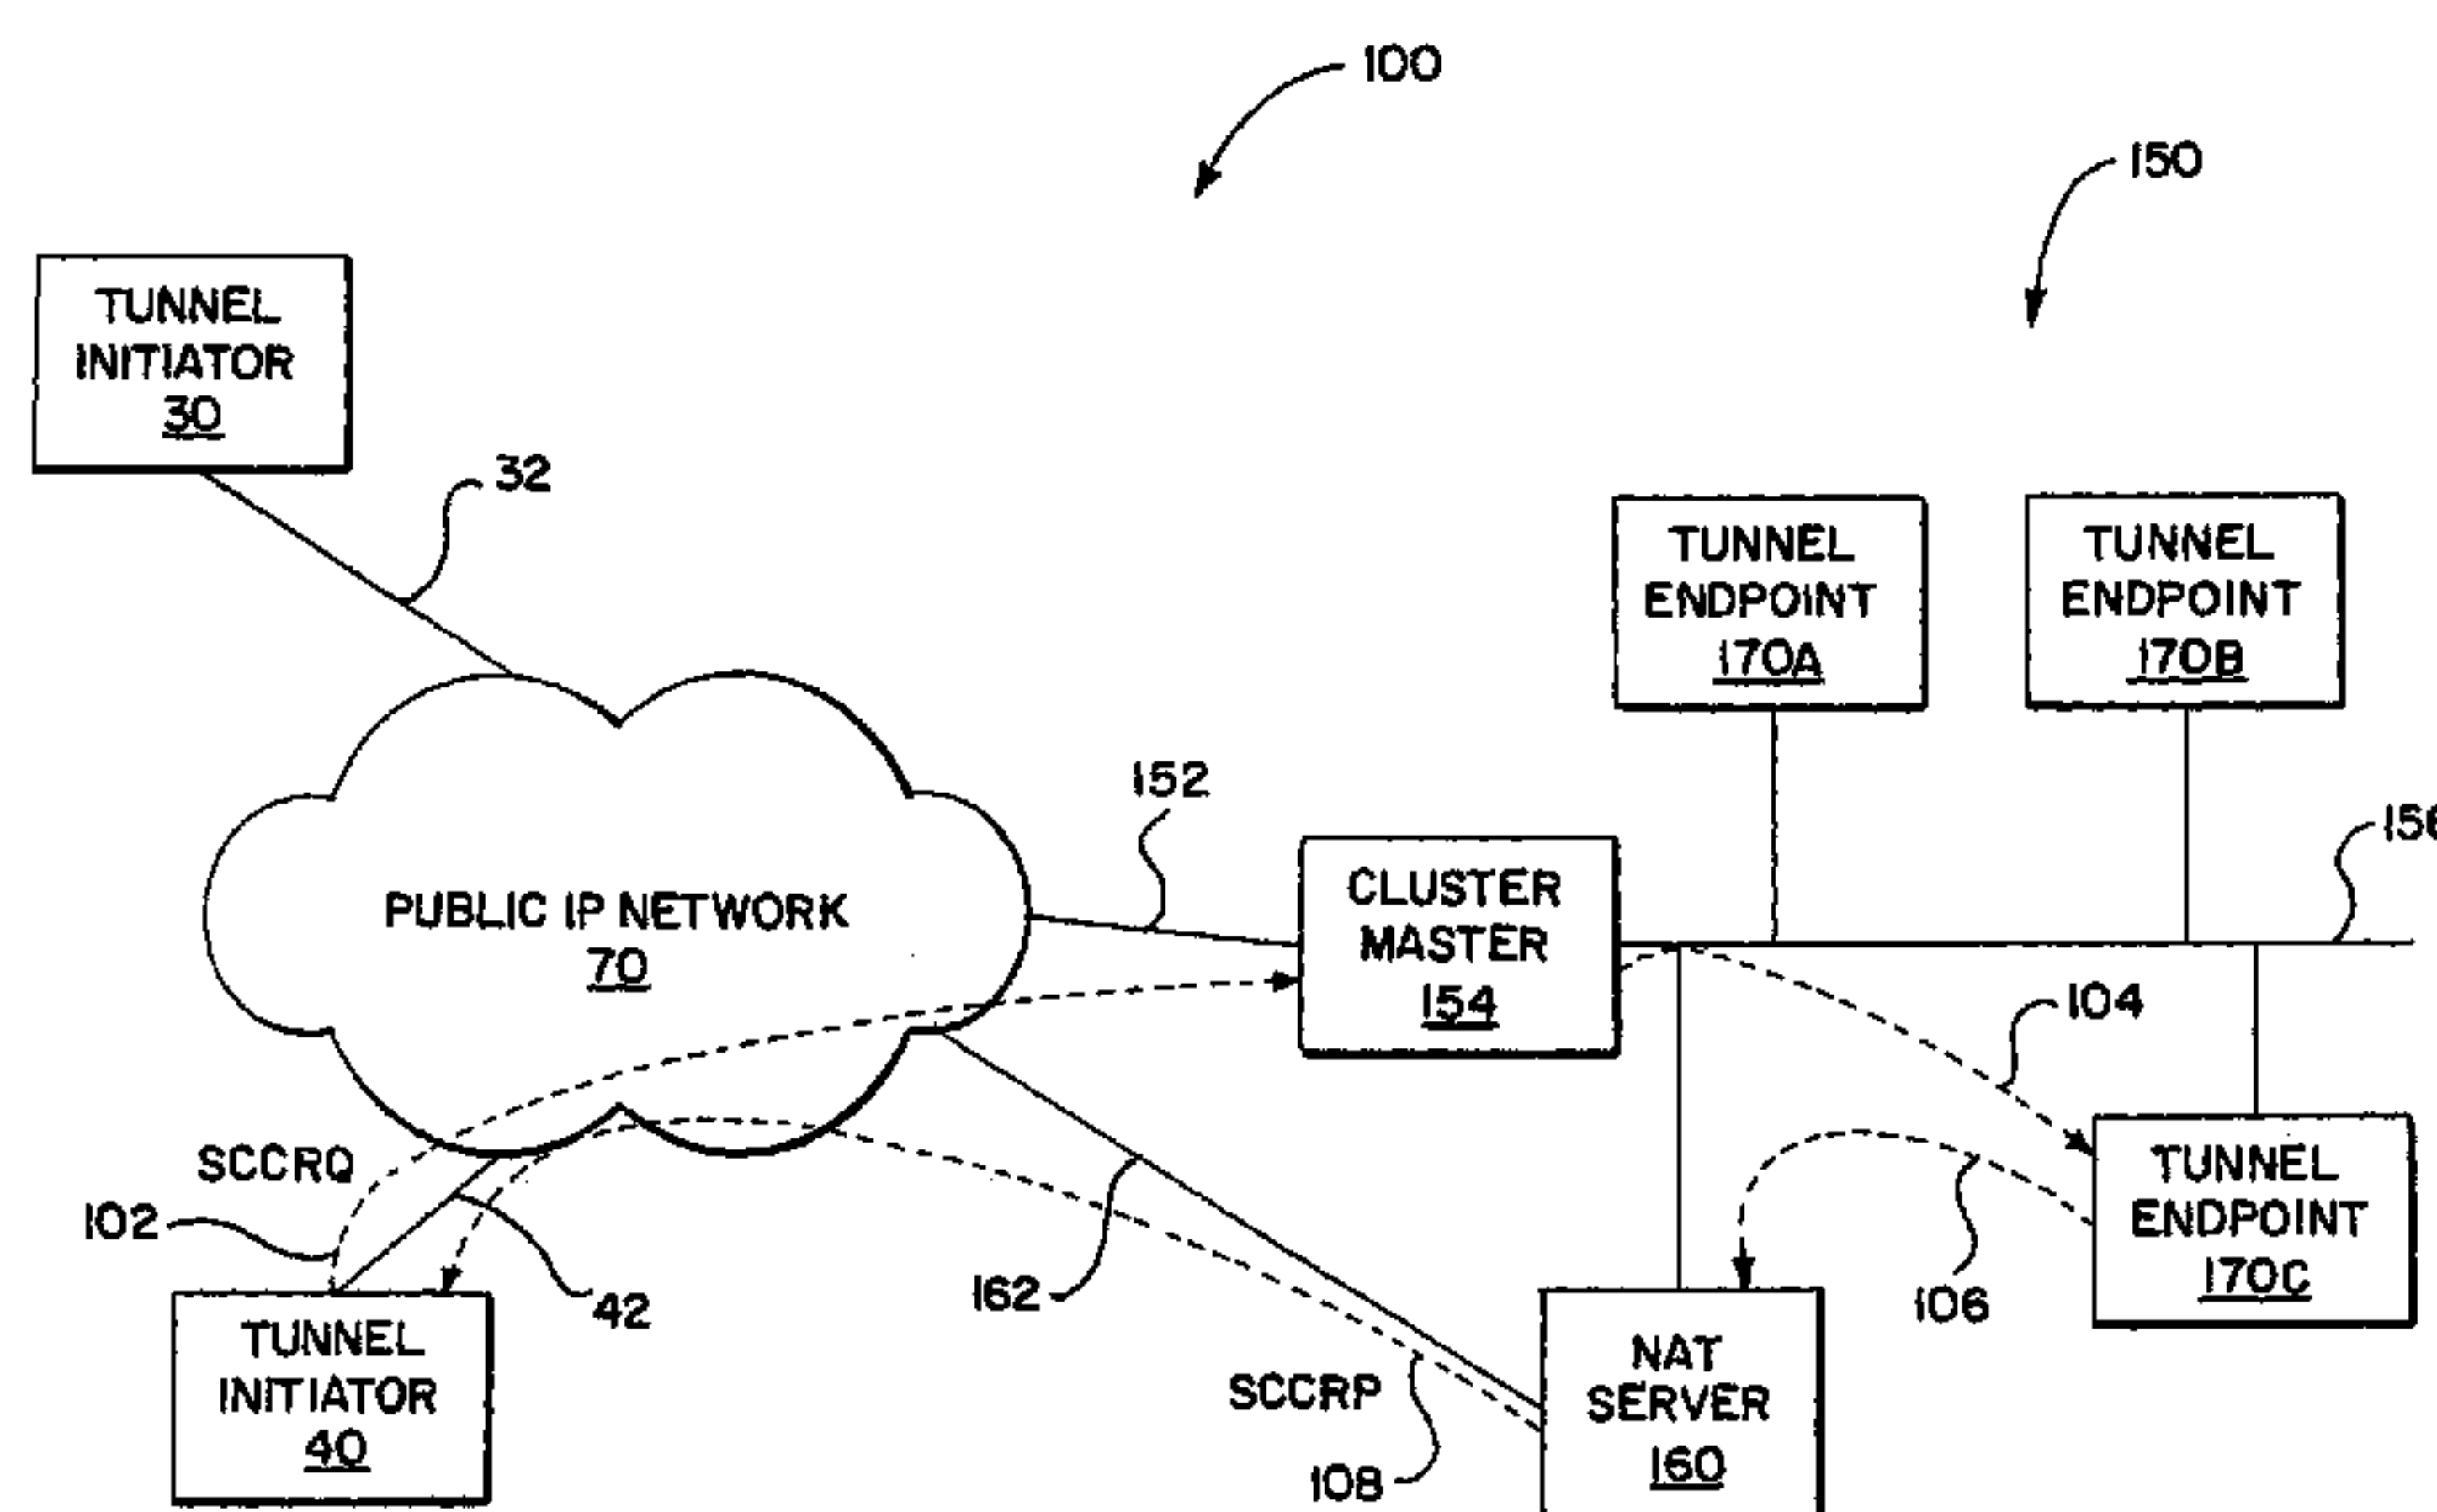 100
150
TUNNEL
INITIATOR
30
32
TUNNEL
ENDPOINT
170A
TUNNEL
ENDPOINT
170B
152
CLUSTER
MASTER
154
PUBLIC IP NETWORK
70
104
SCCRQ
102
42
162
106
TUNNEL
ENDPOINT
170C
TUNNEL
INITIATOR
40
SCCRP
108
NAT
SERVER
160